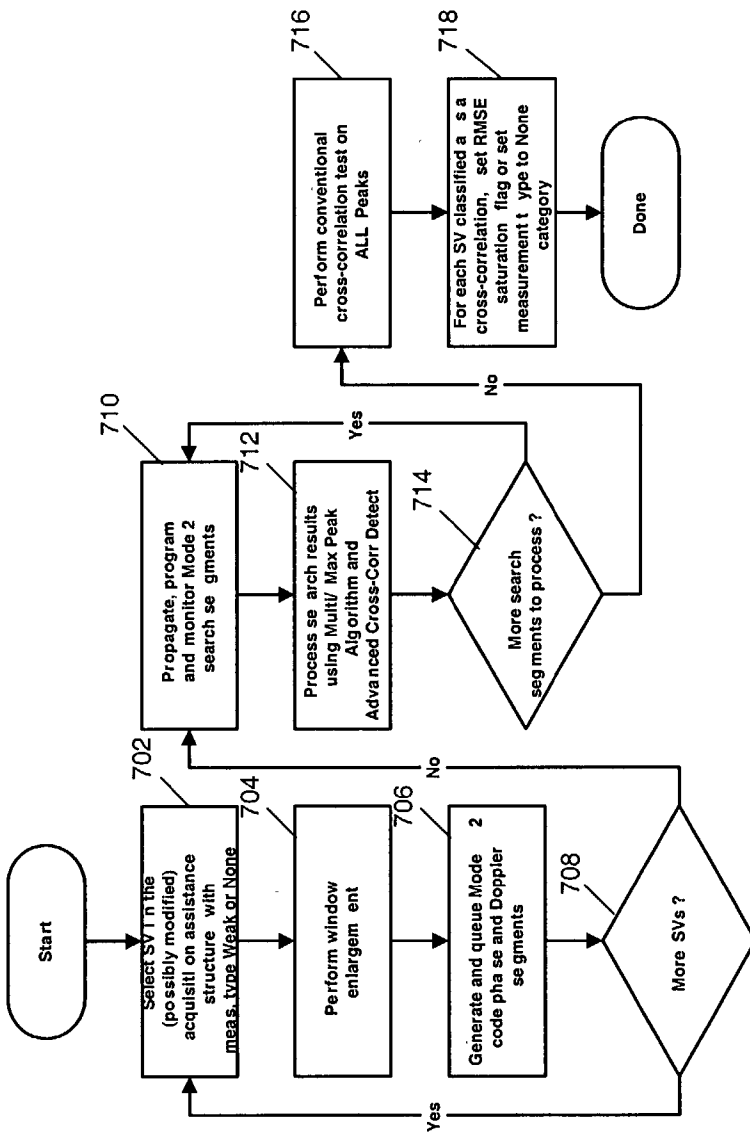 Start
702
Select SV in the
(possibly modified)
acquisiti on assistance
structure with
meas, type Weak or None
704
Perform window
enlargem ent
706
Generate and queue Mode 2
code pha se and Doppler
se gments
708
More SVs ?
Yes
No
710
Propagate, program
and monitor Mode 2
search se gments
712
Process se arch results
using Multi/ Max Peak
Algorithm and
Advanced Cross-Corr Detect
714
More search
seg ments to process ?
Yes
No
716
Perform conventional
cross-correlation test on
ALL Peaks
718
For each SV classified a s a
cross-correlation, set RMSE
saturation flag or set
measurement t ype to None
category
Done